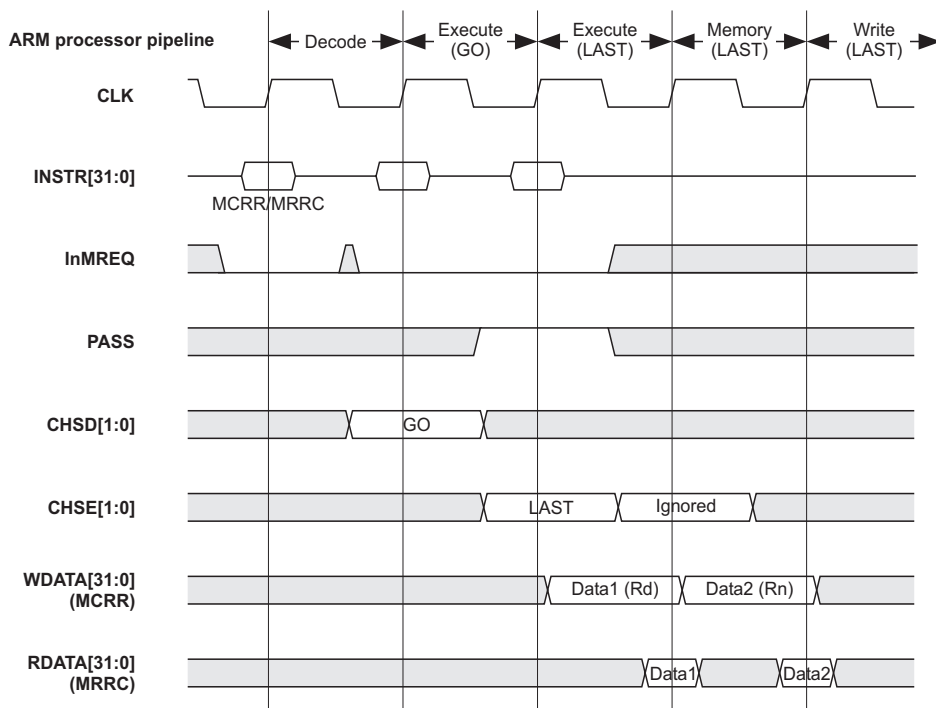 ARM processor pipeline
Decode
Execute
(GO)
Execute
(LAST)
Memory
(LAST)
Write
(LAST)
CLK
INSTR[31:0]
MCRR/MRRC
InMREQ
PASS
CHSD[1:0]
GO
CHSE[1:0]
LAST
Ignored
WDATA[31:0]
(MCRR)
Data1 (Rd)
Data2 (Rn)
RDATA[31:0]
(MRRC)
Data1
Data2